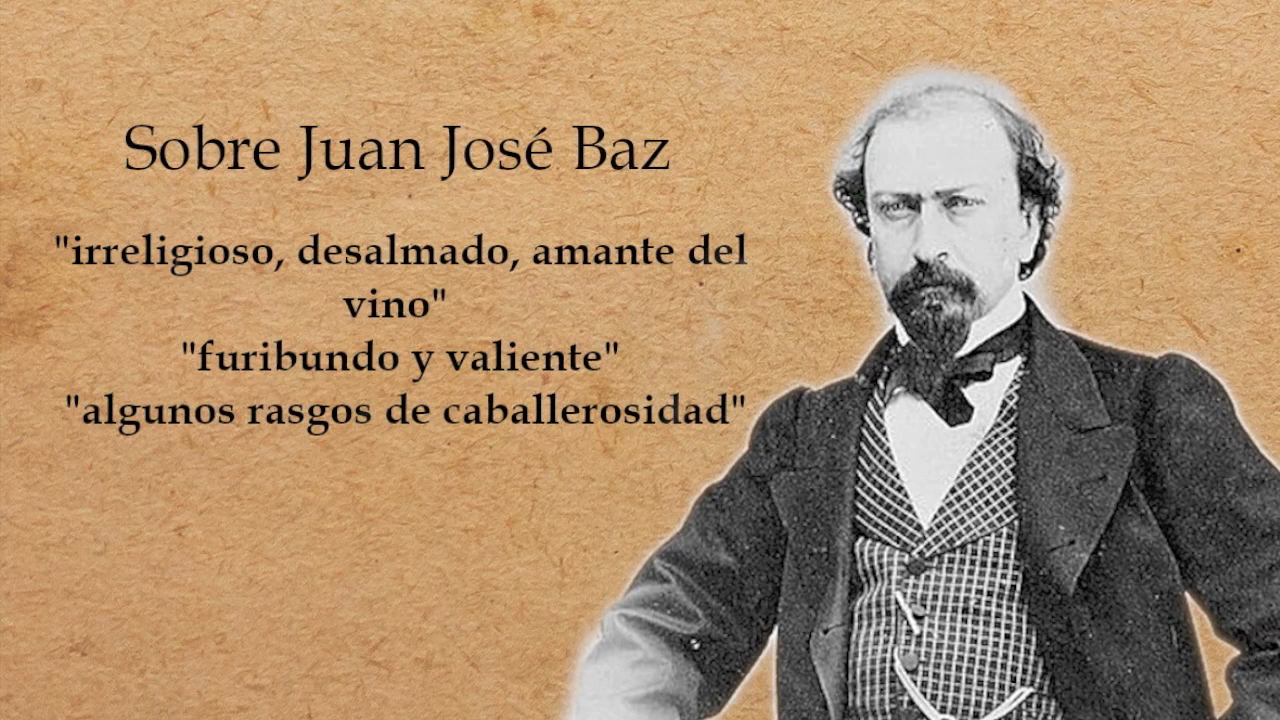 Sobre Juan José Baz
"irreligioso, desalmado, amante del
vino"
"furibundo y valiente"
"algunos rasgos de caballerosidad"